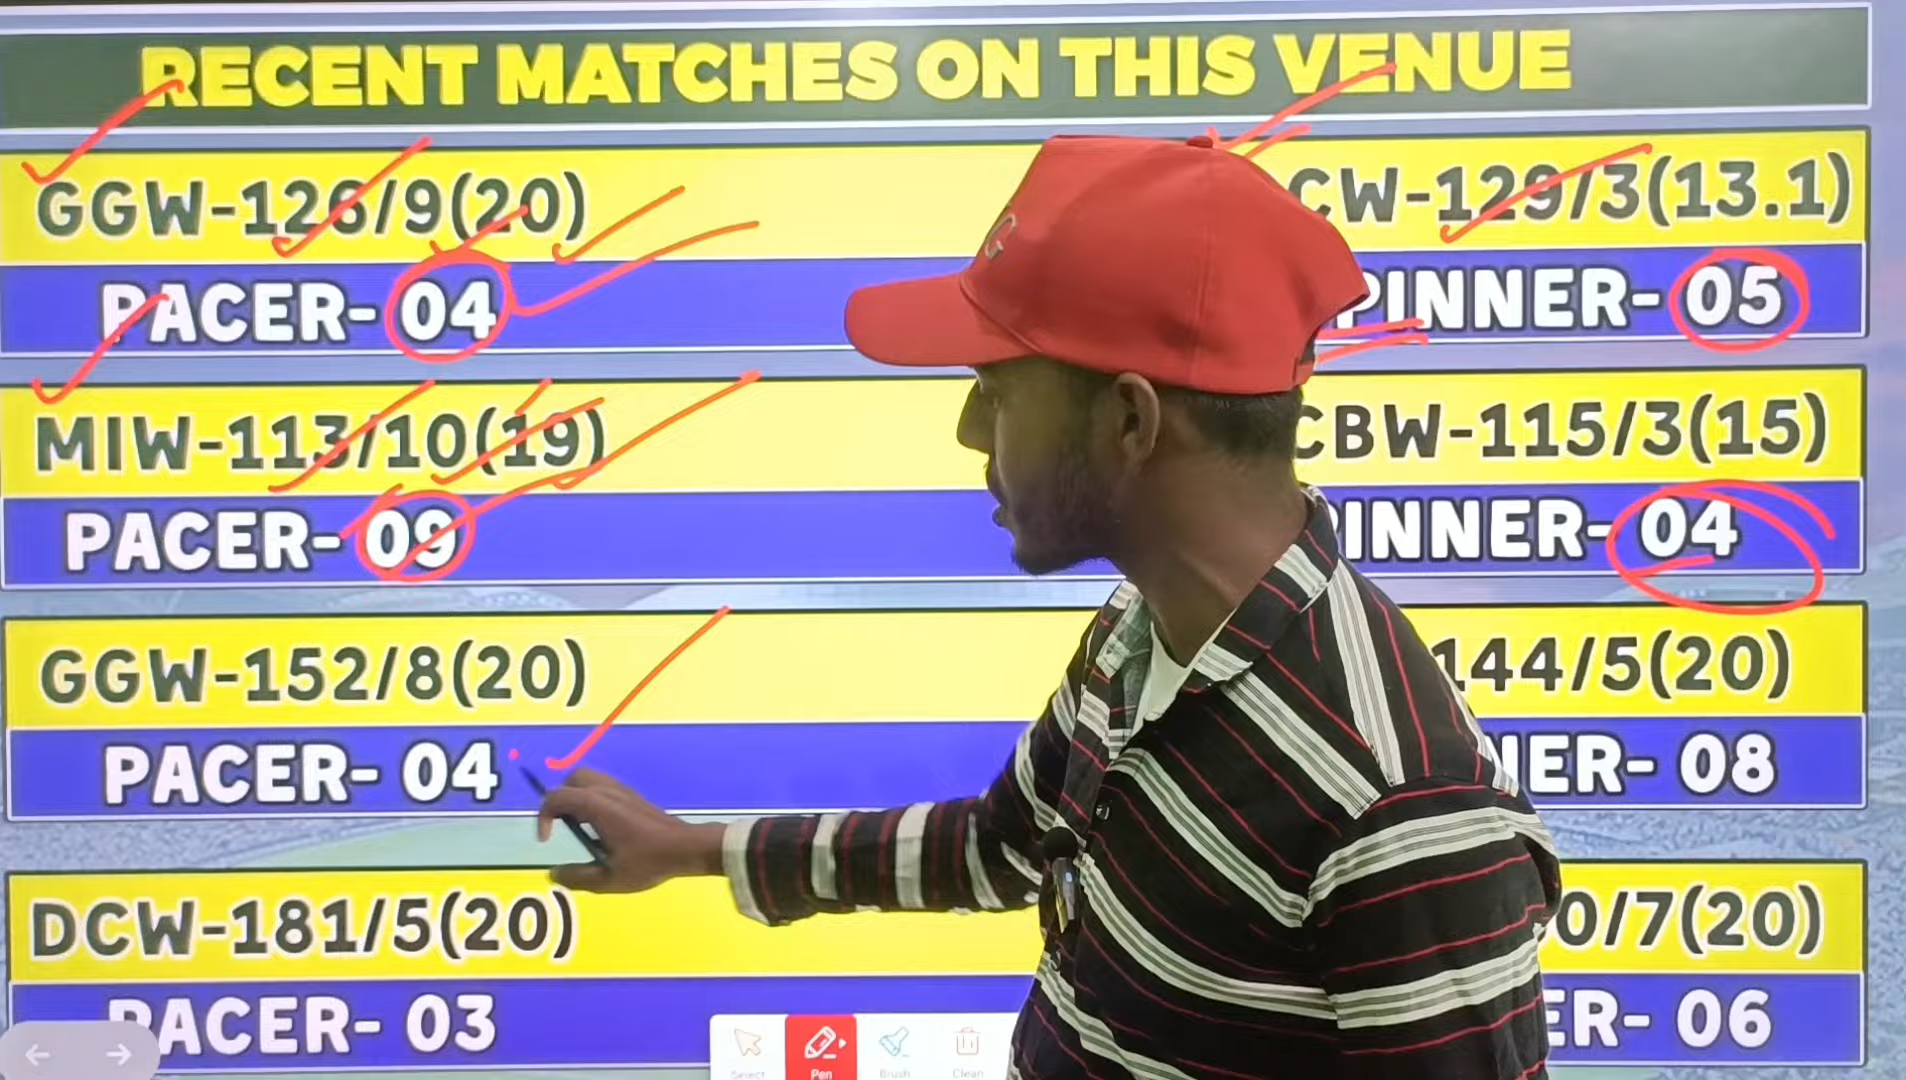 RECENT MATCHES ON THIS VENUE
GGW-126/9(20) CW-129/3(13.1)
PACER- 04 PINNER- 05
MIW-113/10(19) CBW-115/3(15)
PACER- 09 INNER- 04
GGW-152/8(20) 144/5(20)
PACER- 04 NER- 08
DCW-181/5(20) 0/7(20)
PACER- 03 ER- 06
Select Pen Brush Clean